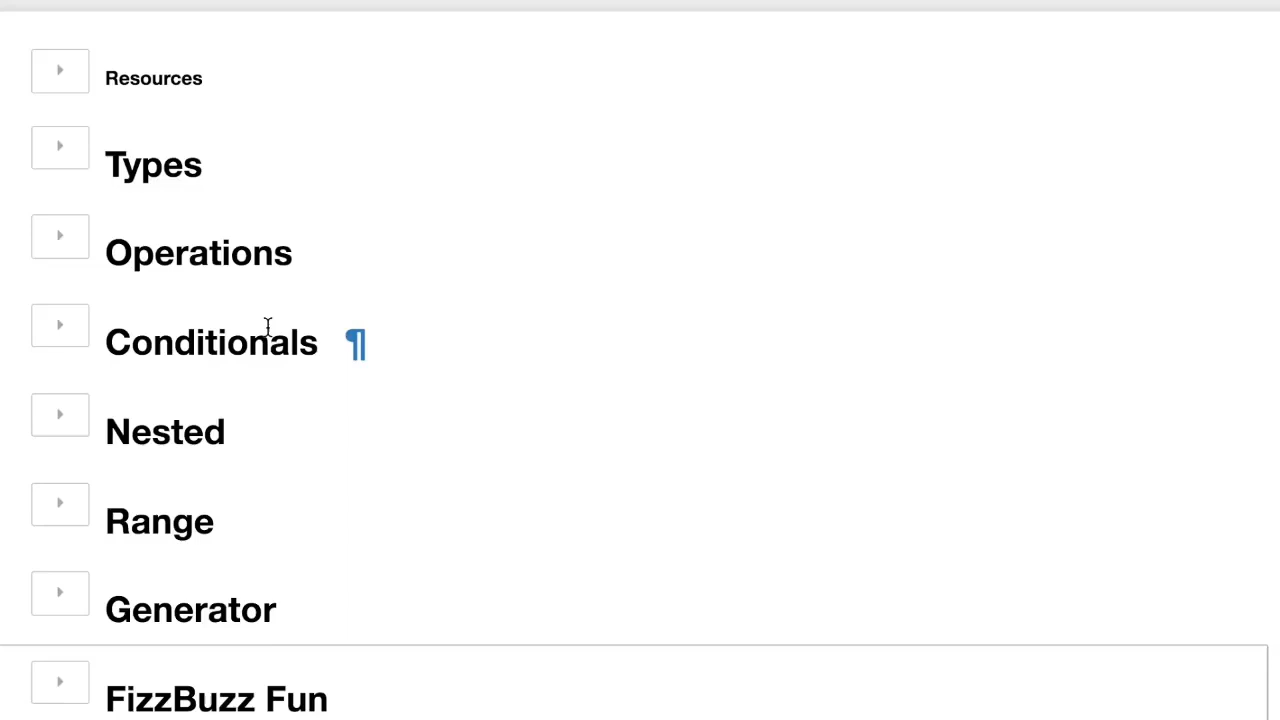 Resources
Types
Operations
Conditionals ¶
Nested
Range
Generator
FizzBuzz Fun